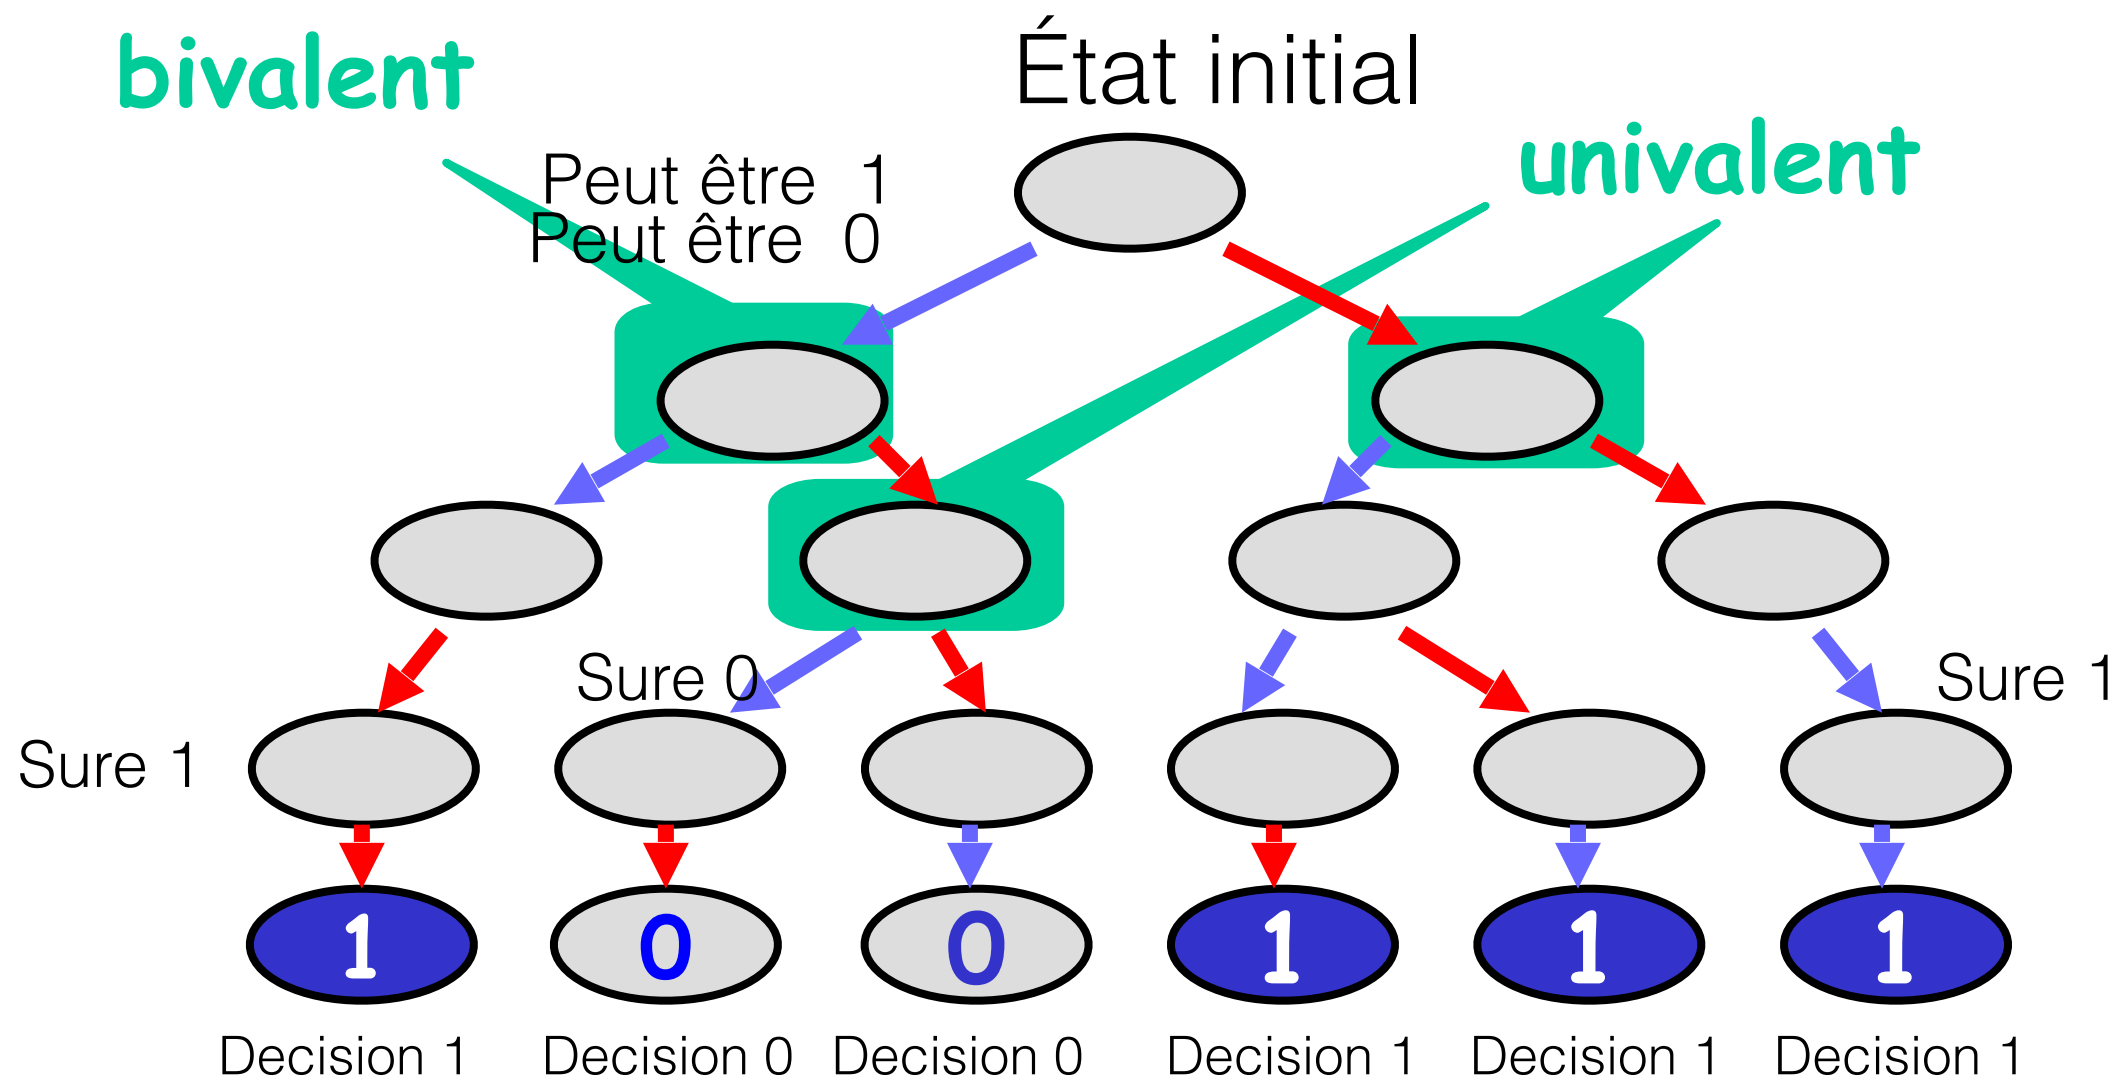 bivalent
État initial
univalent
Peut être 1
Peut être 0
Sure 0
Sure 1
Sure 1
1
0
0
1
1
1
Decision 1
Decision 0
Decision 0
Decision 1
Decision 1
Decision 1